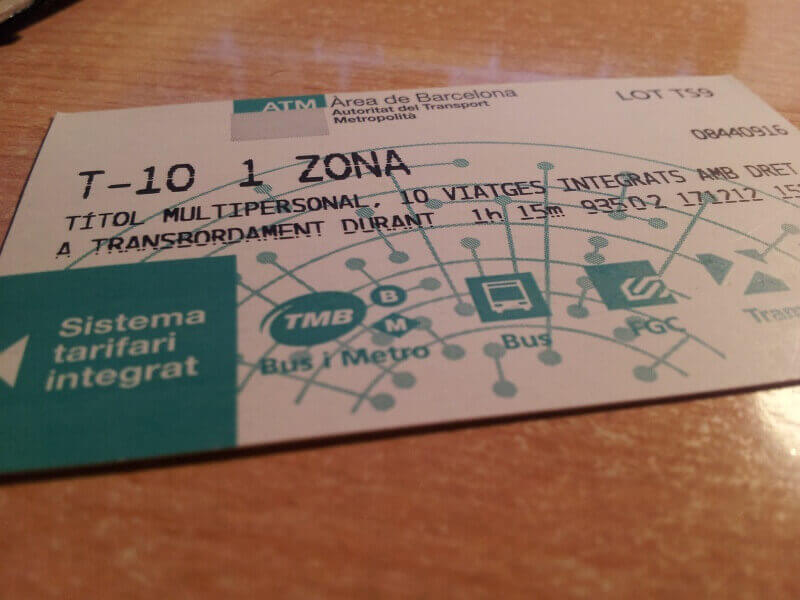 ATM Àrea de Barcelona
Autoritat del Transport
Metropolità
LOT T59
08440916
T-10 1 ZONA
TÍTOL MULTIPERSONAL, 10 VIATGES INTEGRATS AMB DRET
A TRANSBORDAMENT DURANT 1h 15m 935D2 171212
Sistema
tarifari
integrat
TMB
B
M
Bus i Metro
Bus
FGC